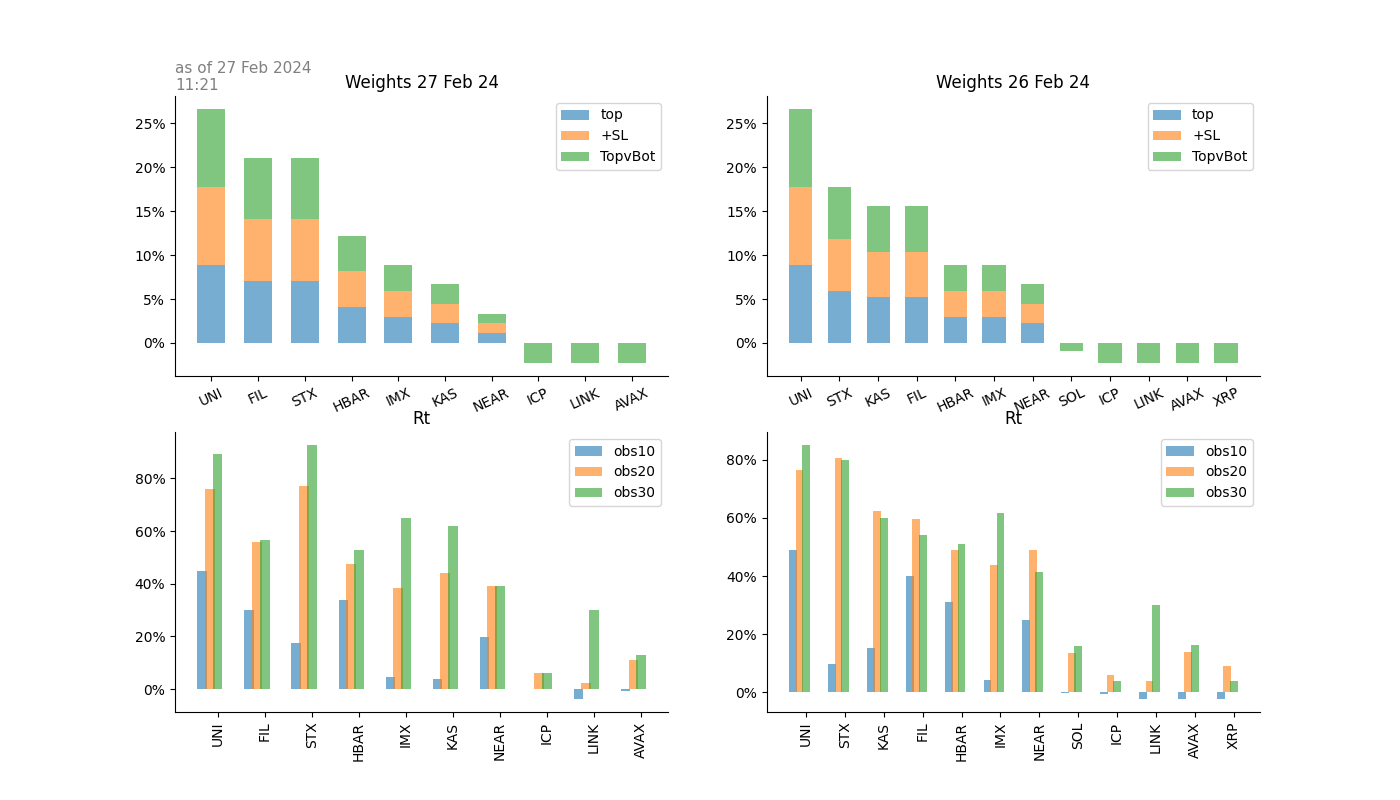 as of 27 Feb 2024
11:21
Weights 27 Feb 24
25%
20%
15%
10%
5%
0%
top
+SL
TopvBot
UNI FIL STX HBAR IMX KAS NEAR ICP LINK AVAX
Weights 26 Feb 24
25%
20%
15%
10%
5%
0%
top
+SL
TopvBot
UNI STX KAS FIL HBAR IMX NEAR SOL ICP LINK AVAX XRP
Rt
80%
60%
40%
20%
0%
obs10
obs20
obs30
UNI FIL STX HBAR IMX KAS NEAR ICP LINK AVAX
Rt
80%
60%
40%
20%
0%
obs10
obs20
obs30
UNI STX KAS FIL HBAR IMX NEAR SOL ICP LINK AVAX XRP